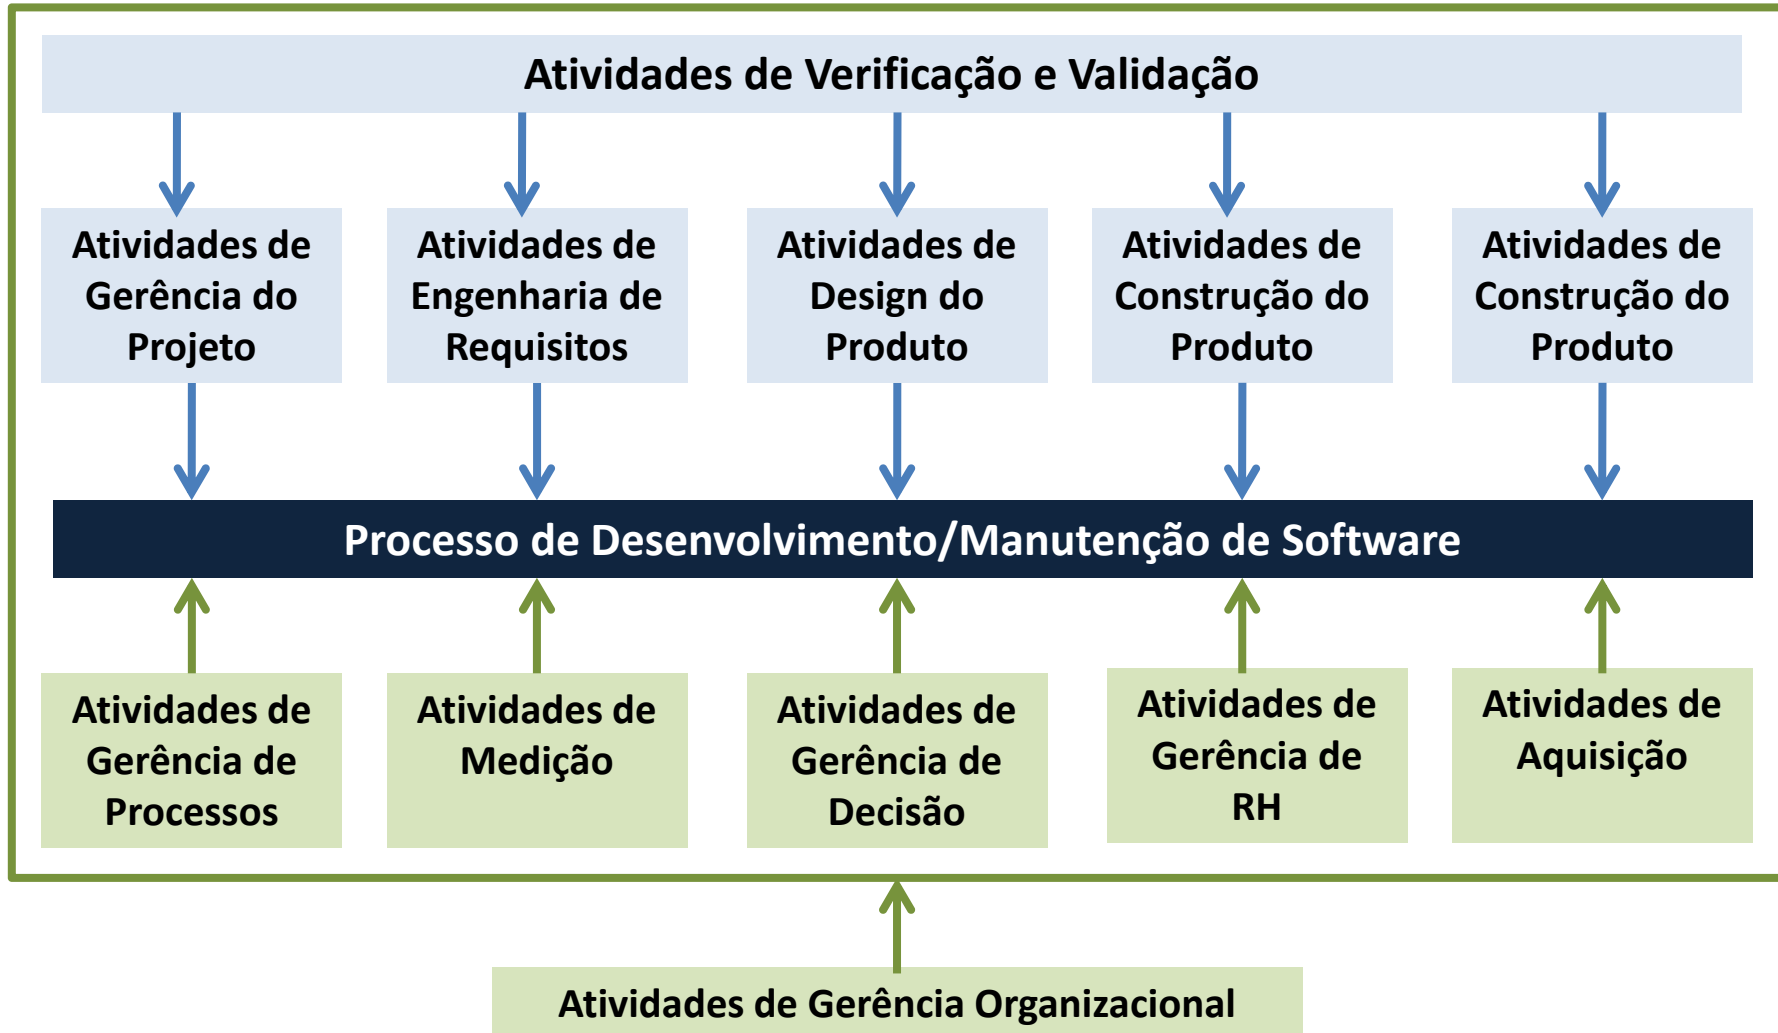 Atividades de Verificação e Validação
Atividades de
Gerência do
Projeto
Atividades de
Engenharia de
Requisitos
Atividades de
Design do
Produto
Atividades de
Construção do
Produto
Atividades de
Construção do
Produto
Processo de Desenvolvimento/Manutenção de Software
Atividades de
Gerência de
Processos
Atividades de
Medição
Atividades de
Gerência de
Decisão
Atividades de
Gerência de
RH
Atividades de
Aquisição
Atividades de Gerência Organizacional